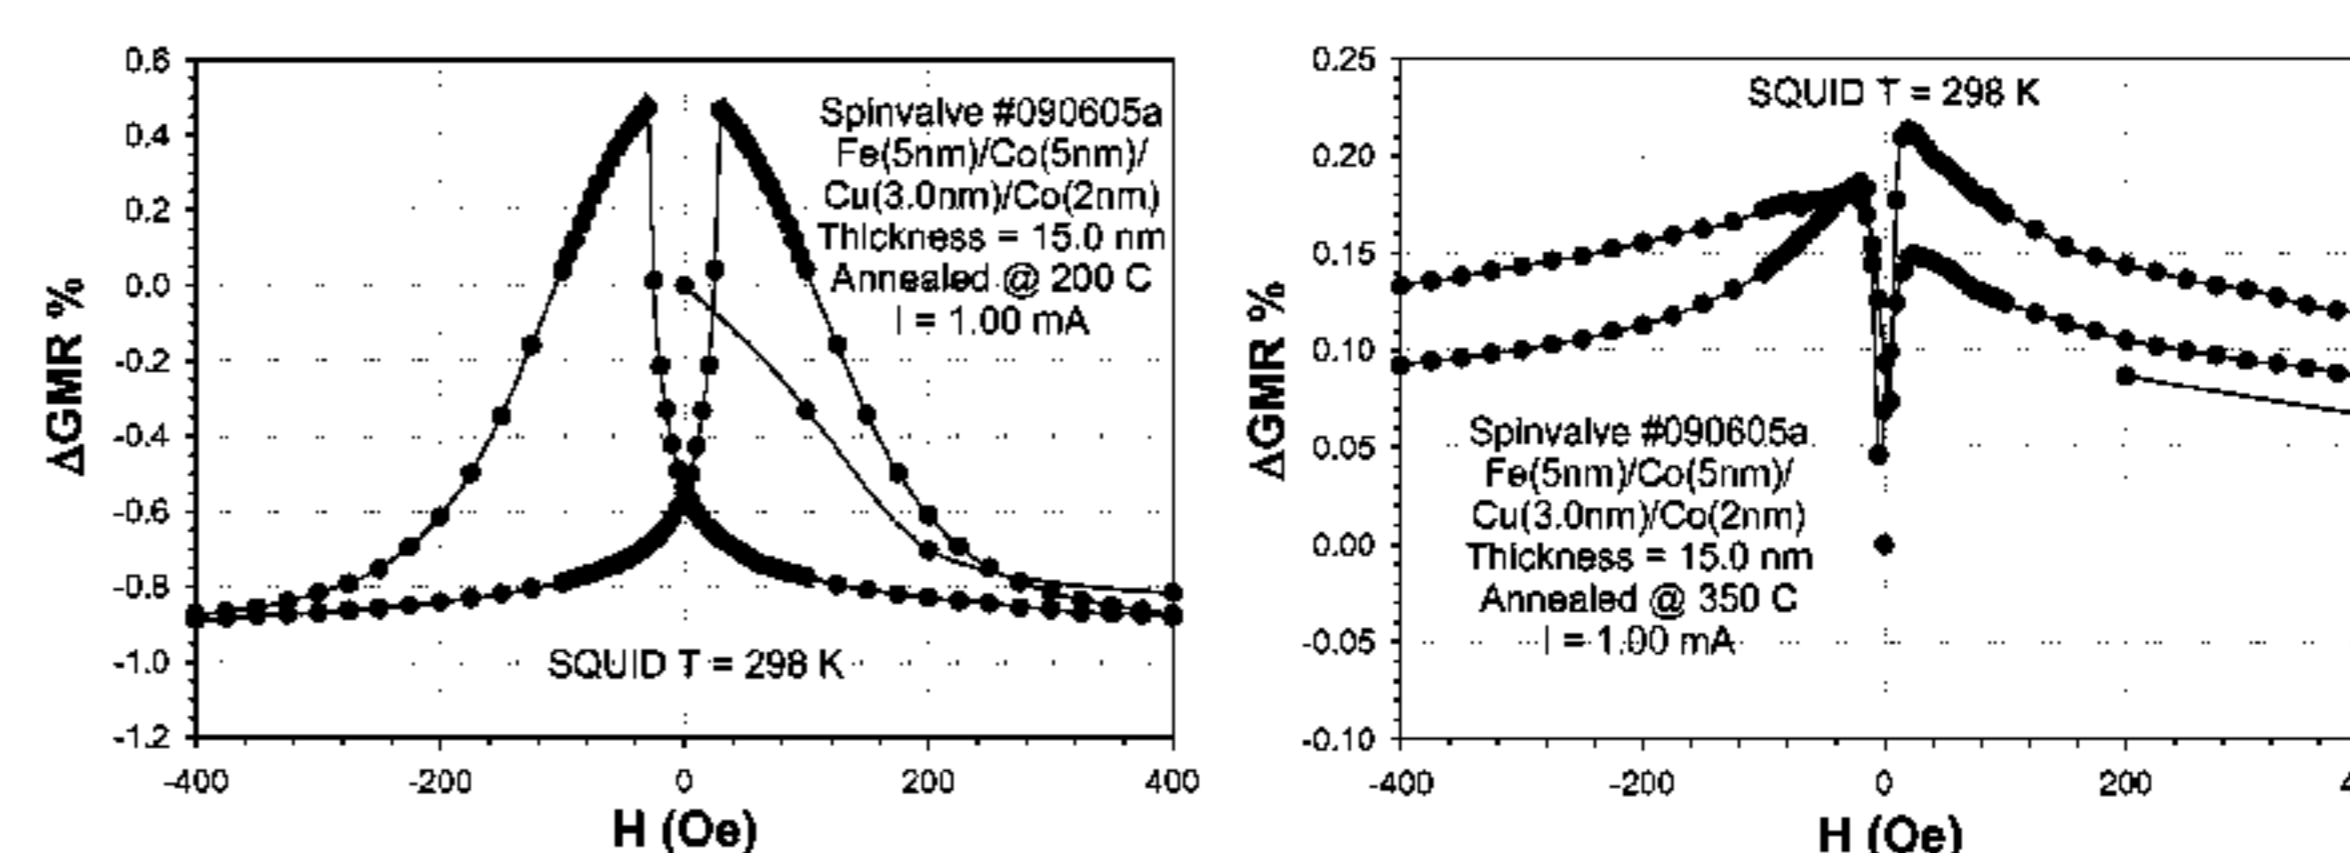 0.6
0.4
0.2
0.0
-0.2
-0.4
-0.6
-0.8
-1.0
-1.2
ΔGMR %
Spinvalve #090605a
Fe(5nm)/Co(5nm)/
Cu(3.0nm)/Co(2nm)
Thickness = 15.0 nm
Annealed @ 200 C
I = 1.00 mA
SQUID T = 298 K
-400
-200
0
200
400
H (Oe)
0.25
0.20
0.15
0.10
0.05
0.00
-0.05
-0.10
ΔGMR %
SQUID T = 298 K
Spinvalve #090605a
Fe(5nm)/Co(5nm)/
Cu(3.0nm)/Co(2nm)
Thickness = 15.0 nm
Annealed @ 350 C
I = 1.00 mA
-400
-200
0
200
H (Oe)